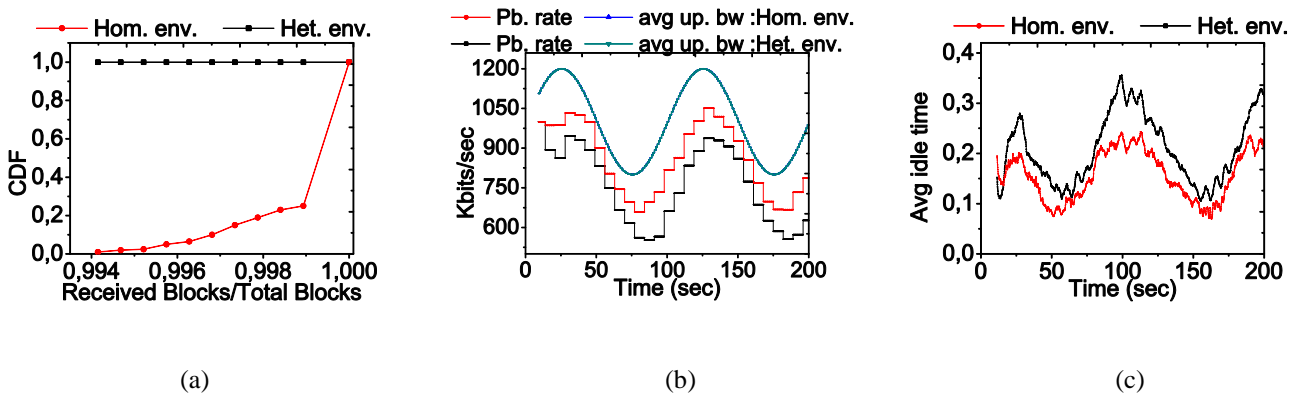 Hom. env. Het. env.
1,0
0,8
0,6
0,4
0,2
0,0
CDF
0,994 0,996 0,998 1,000
Received Blocks/Total Blocks
(a)
Pb. rate avg up. bw :Hom. env.
Pb. rate avg up. bw :Het. env.
1200
1050
900
750
600
Kbits/sec
0 50 100 150 200
Time (sec)
(b)
Hom. env. Het. env.
0,4
0,3
0,2
0,1
0,0
Avg idle time
0 50 100 150 200
Time (sec)
(c)